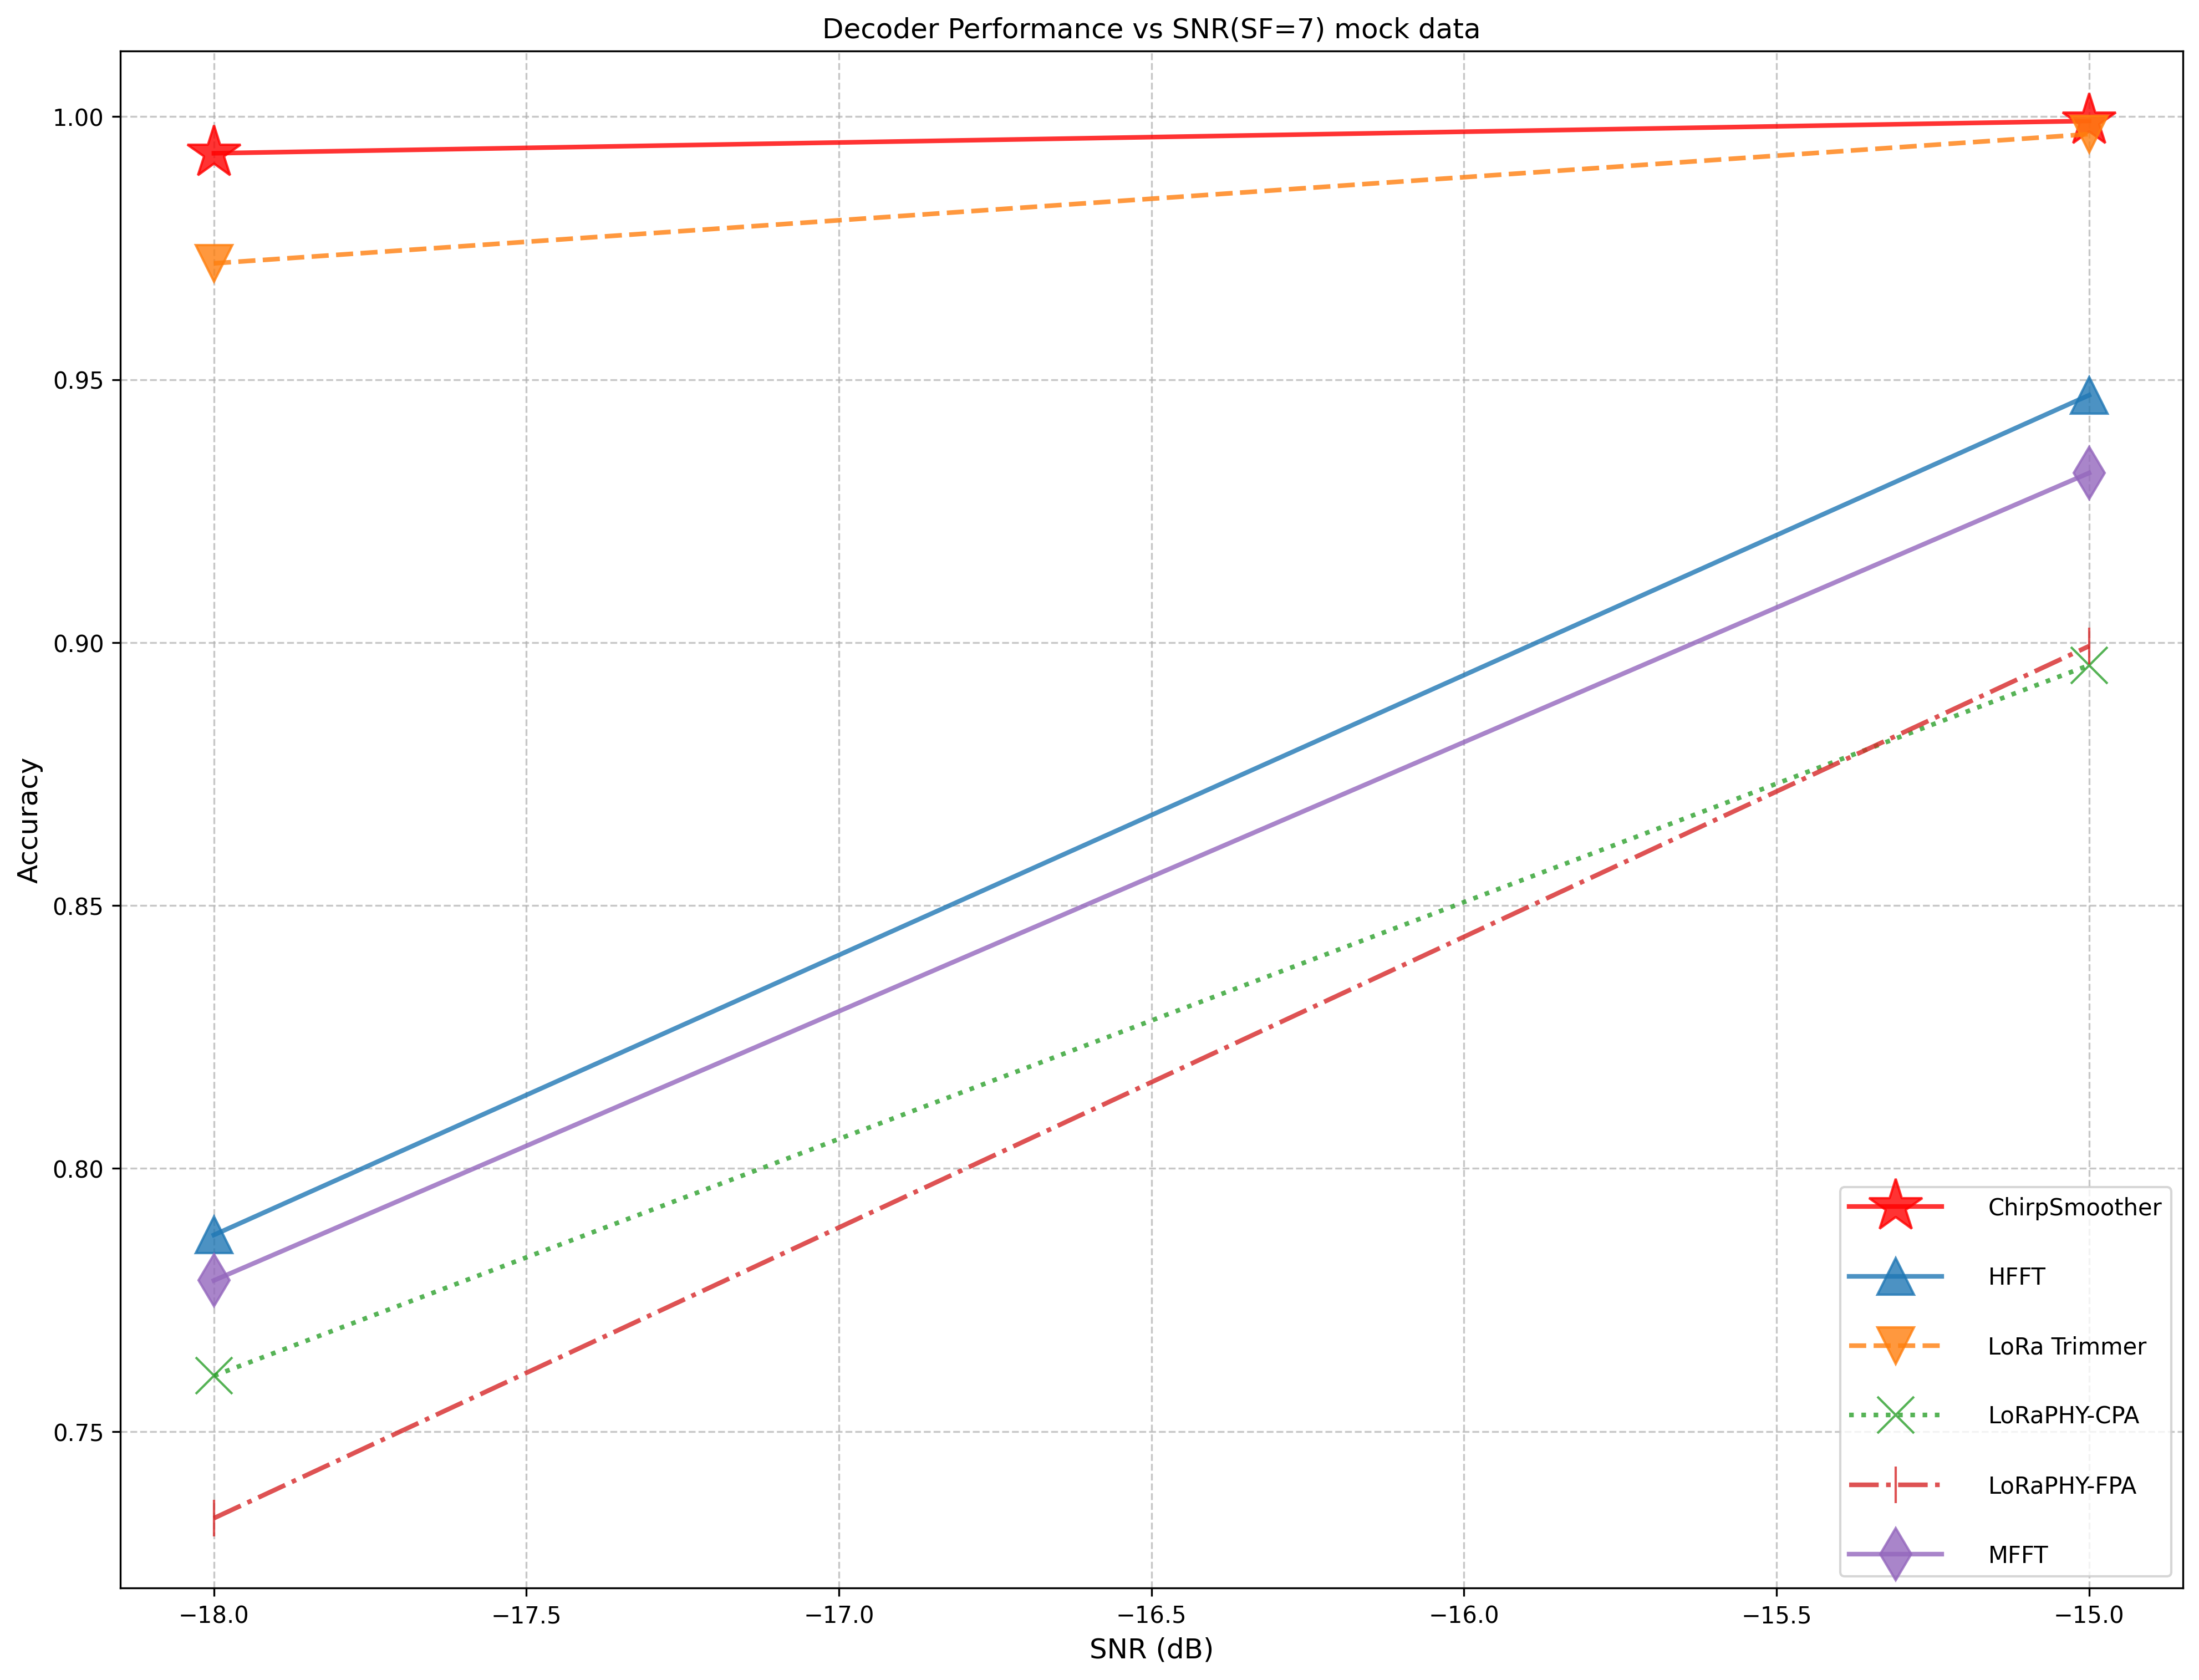 Decoder Performance vs SNR(SF=7) mock data
Accuracy
1.00
0.95
0.90
0.85
0.80
0.75
−18.0
−17.5
−17.0
−16.5
−16.0
−15.5
−15.0
SNR (dB)
ChirpSmoother
HFFT
LoRa Trimmer
LoRaPHY-CPA
LoRaPHY-FPA
MFFT